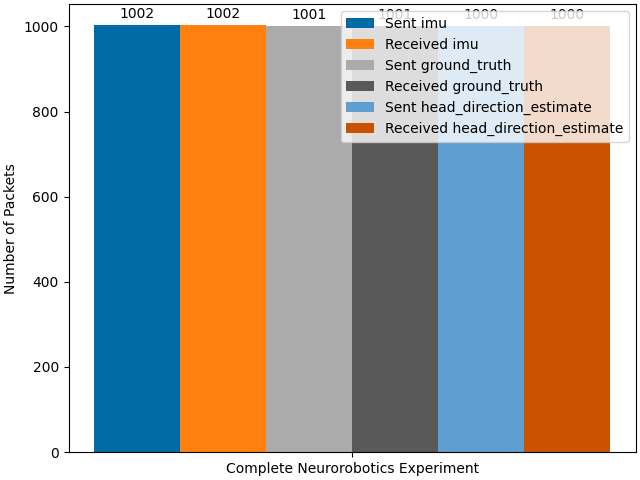 1002 1002 1001 1001 1000 1000
Sent imu
Received imu
Sent ground_truth
Received ground_truth
Sent head_direction_estimate
Received head_direction_estimate
1000
800
600
400
200
0
Number of Packets
Complete Neurorobotics Experiment